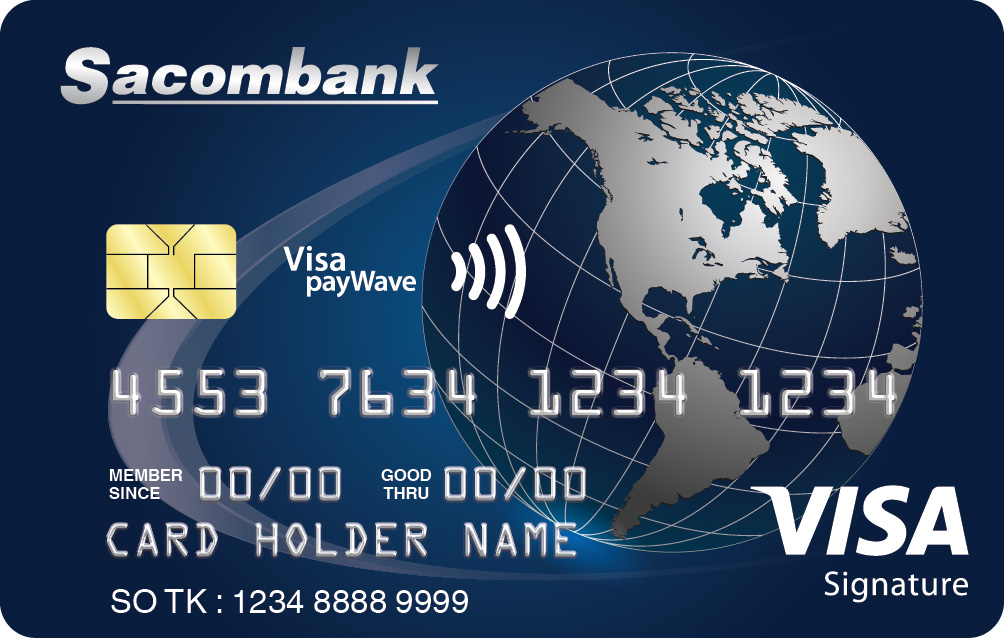 Sacombank
Visa
payWave
4553 7634 1234 1234
MEMBER SINCE 00/00 GOOD THRU 00/00
CARD HOLDER NAME
VISA
Signature
SO TK : 1234 8888 9999